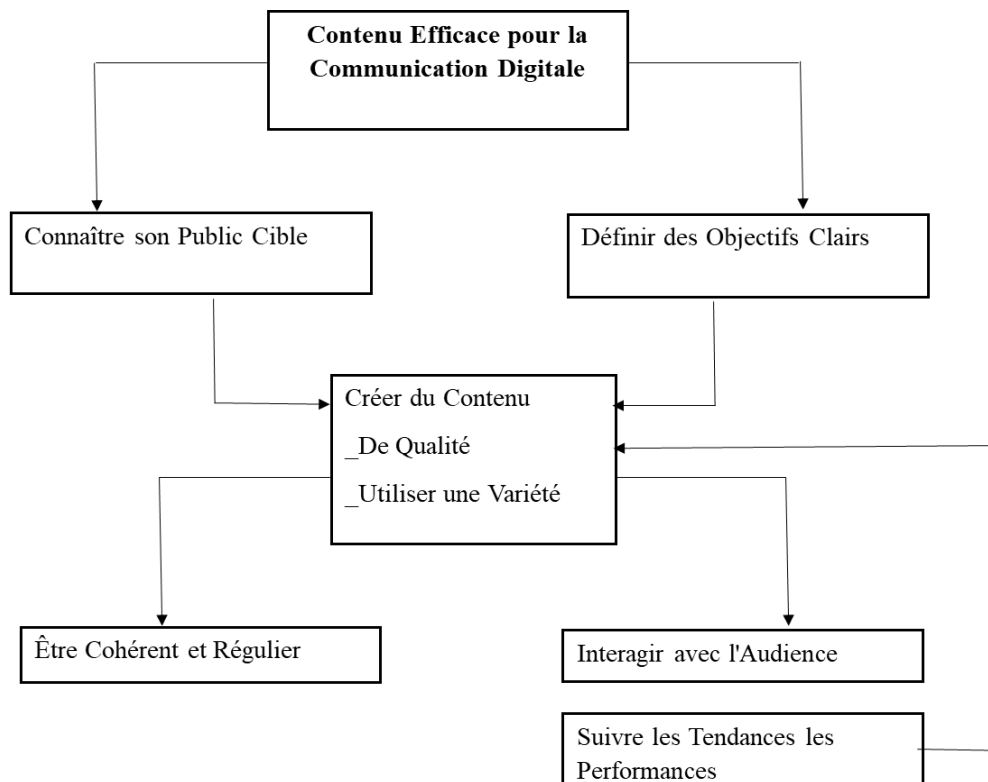 Contenu Efficace pour la
Communication Digitale
Connaître son Public Cible
Définir des Objectifs Clairs
Créer du Contenu
_De Qualité
_Utiliser une Variété
Être Cohérent et Régulier
Interagir avec l'Audience
Suivre les Tendances les
Performances